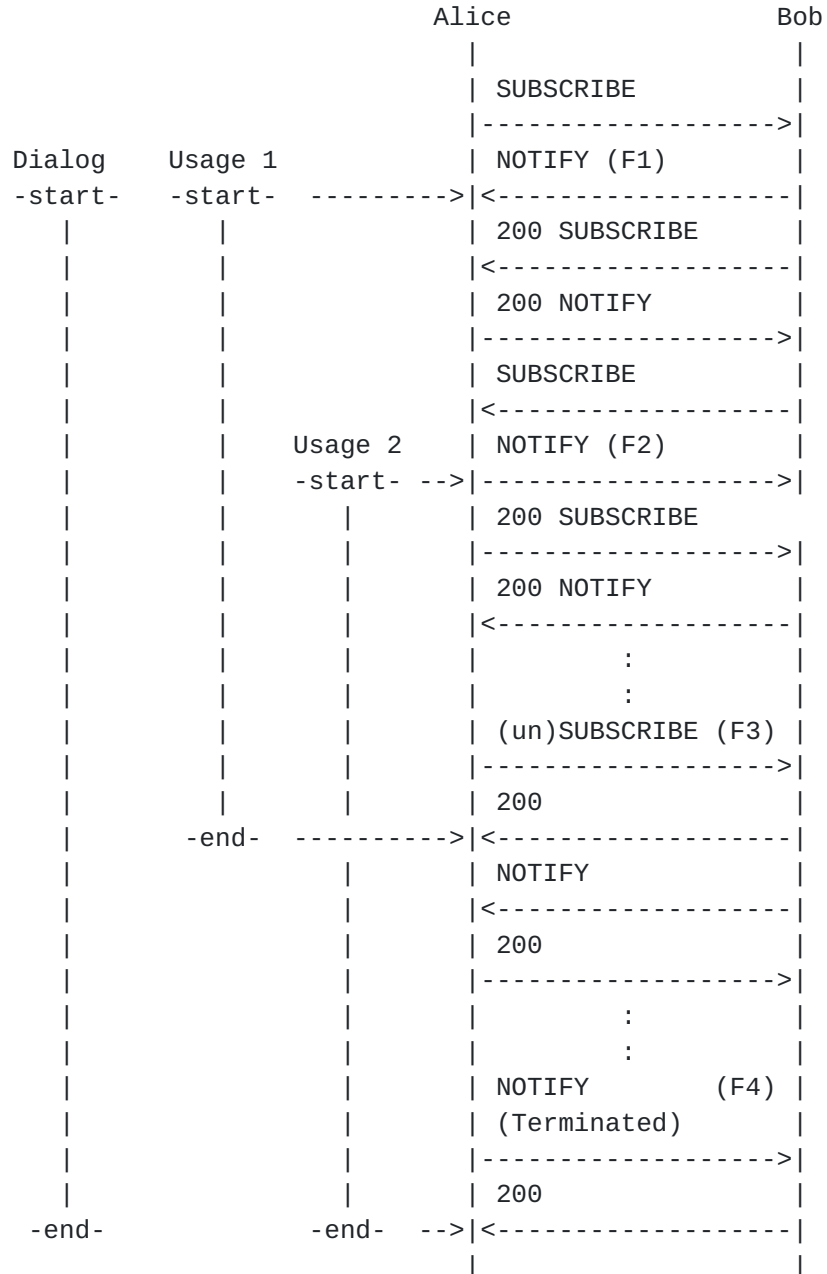 Alice Bob
SUBSCRIBE
Dialog Usage 1 NOTIFY (F1)
-start- -start-
200 SUBSCRIBE
200 NOTIFY
SUBSCRIBE
Usage 2 NOTIFY (F2)
-start-
200 SUBSCRIBE
200 NOTIFY
:
:
(un)SUBSCRIBE (F3)
200
-end-
NOTIFY
200
:
:
NOTIFY (F4)
(Terminated)
200
-end- -end-